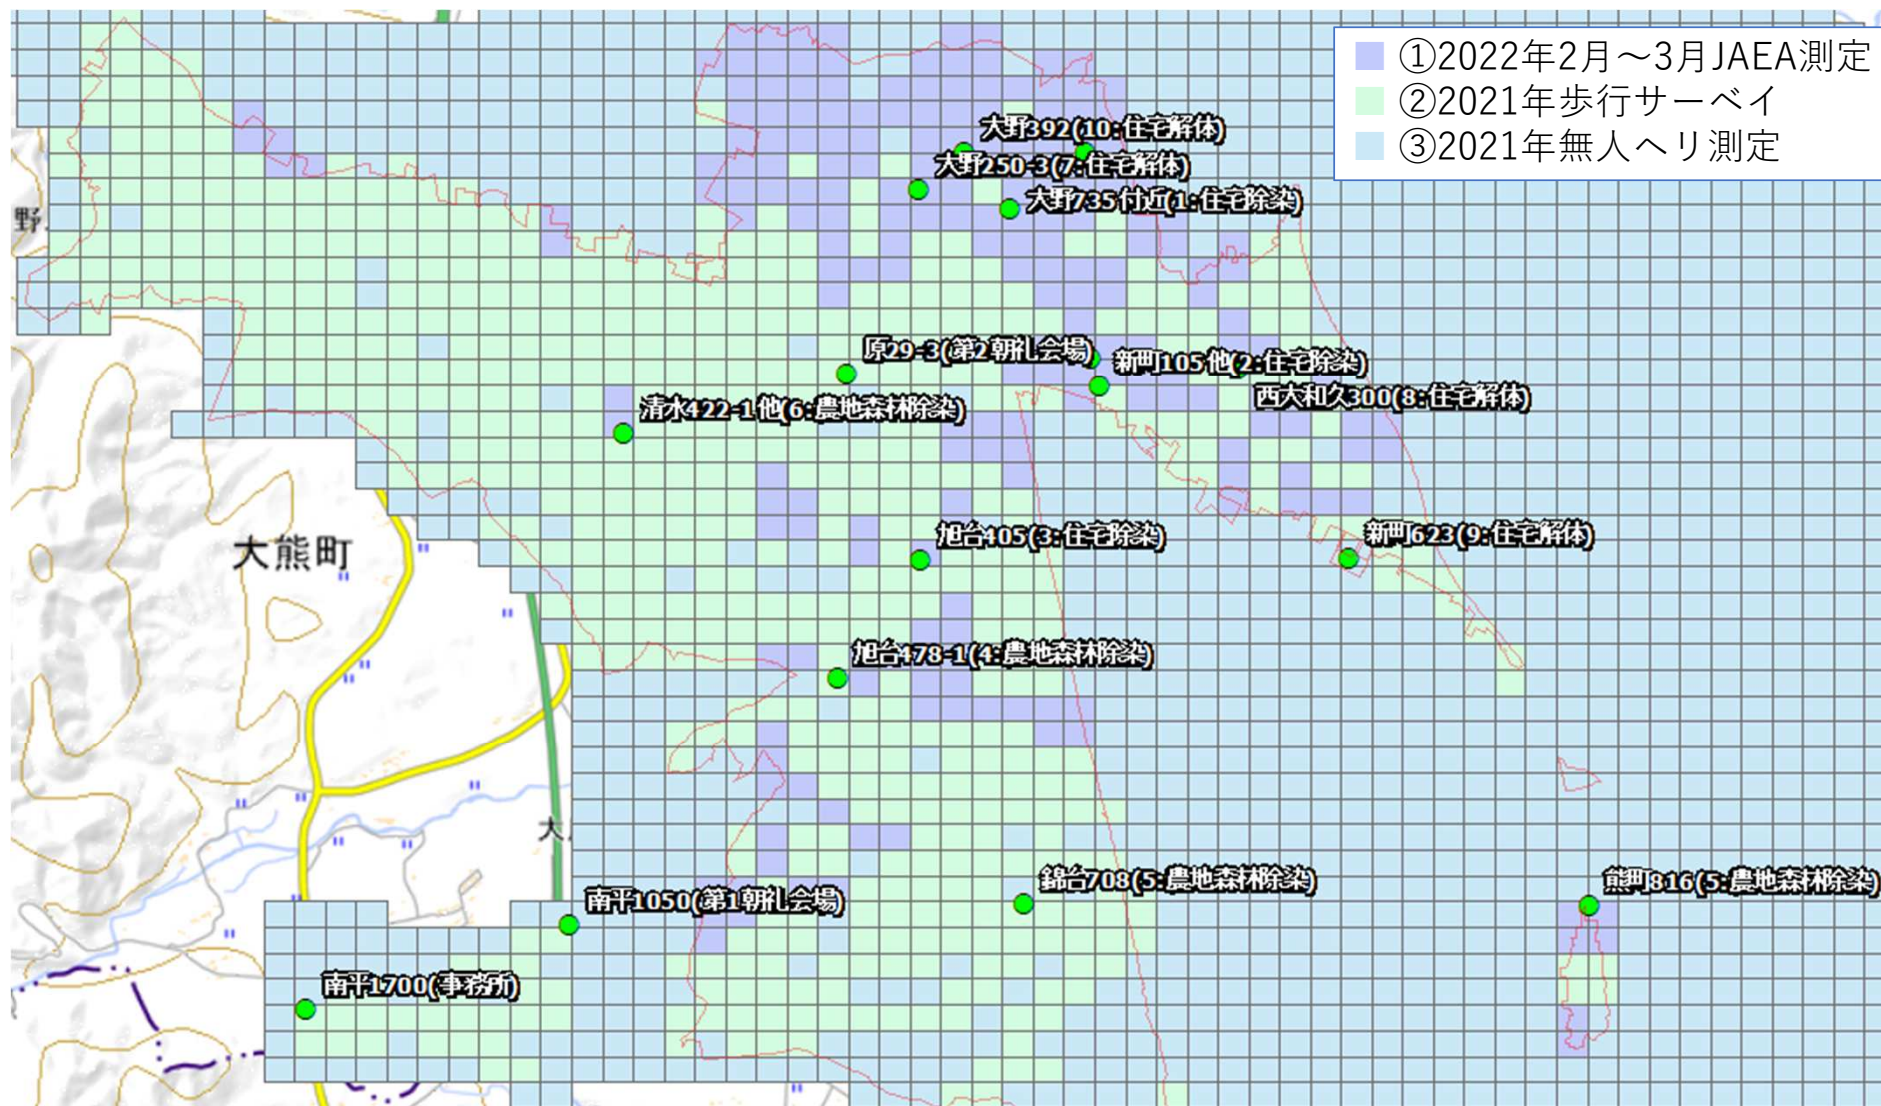 ①2022年2月～3月JAEA測定
②2021年歩行サーベイ
③2021年無人ヘリ測定
大野392(10:住宅解体)
大野250-3(7:住宅解体)
大野735付近(1:住宅除染)
野
原29-3(第2朝礼会場)
新町105他(2:住宅除染)
西大和久300(8:住宅解体)
清水422-1他(6:農地森林除染)
旭台405(3:住宅除染)
新町623(9:住宅解体)
大熊町
旭台478-1(4:農地森林除染)
大
錦台708(5:農地森林除染)
熊町816(5:農地森林除染)
南平1050(第1朝礼会場)
南平1700(事務所)